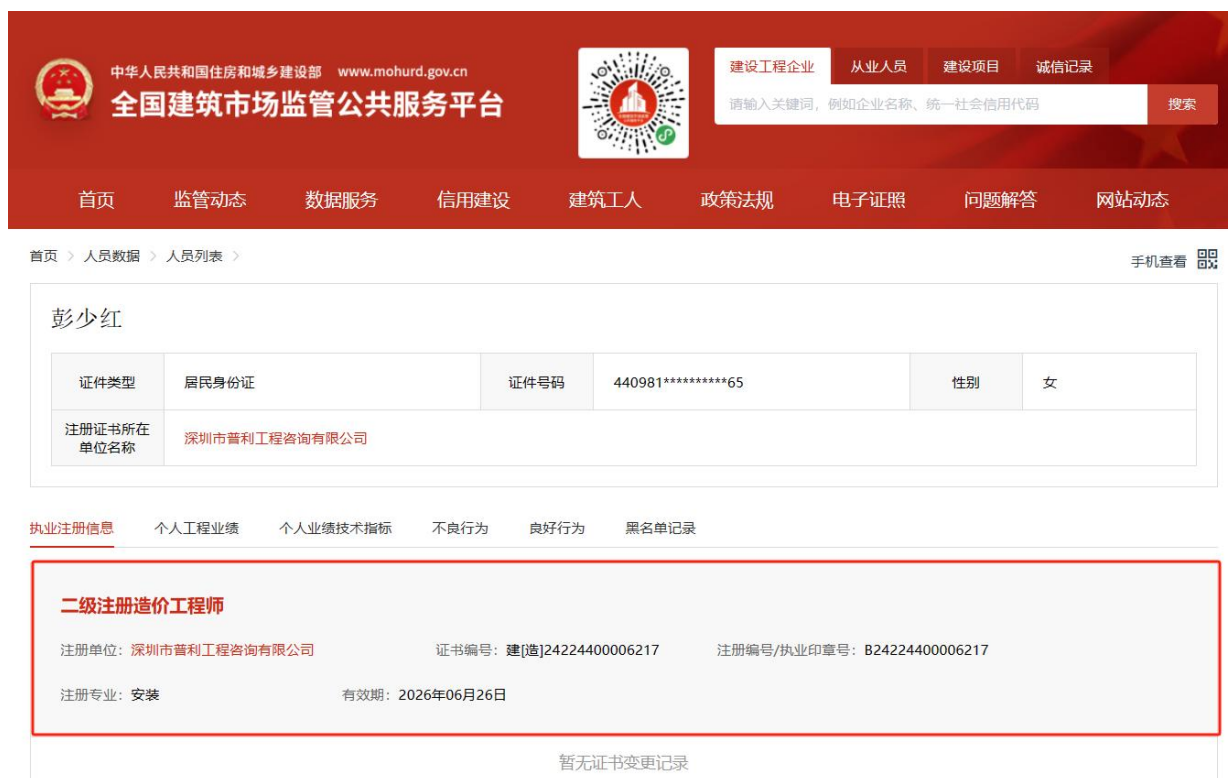 中华人民共和国住房和城乡建设部 www.mohurd.gov.cn
全国建筑市场监管公共服务平台
建设工程企业 从业人员 建设项目 诚信记录
请输入关键词，例如企业名称、统一社会信用代码 搜索
首页 监管动态 数据服务 信用建设 建筑工人 政策法规 电子证照 问题解答 网站动态
首页 > 人员数据 > 人员列表 >
手机查看
彭少红
证件类型 居民身份证 证件号码 440981**********65 性别 女
注册证书所在
单位名称
深圳市普利工程咨询有限公司
执业注册信息 个人工程业绩 个人业绩技术指标 不良行为 良好行为 黑名单记录
二级注册造价工程师
注册单位：深圳市普利工程咨询有限公司 证书编号：建[造]24224400006217 注册编号/执业印章号：B24224400006217
注册专业：安装 有效期：2026年06月26日
暂无证书变更记录